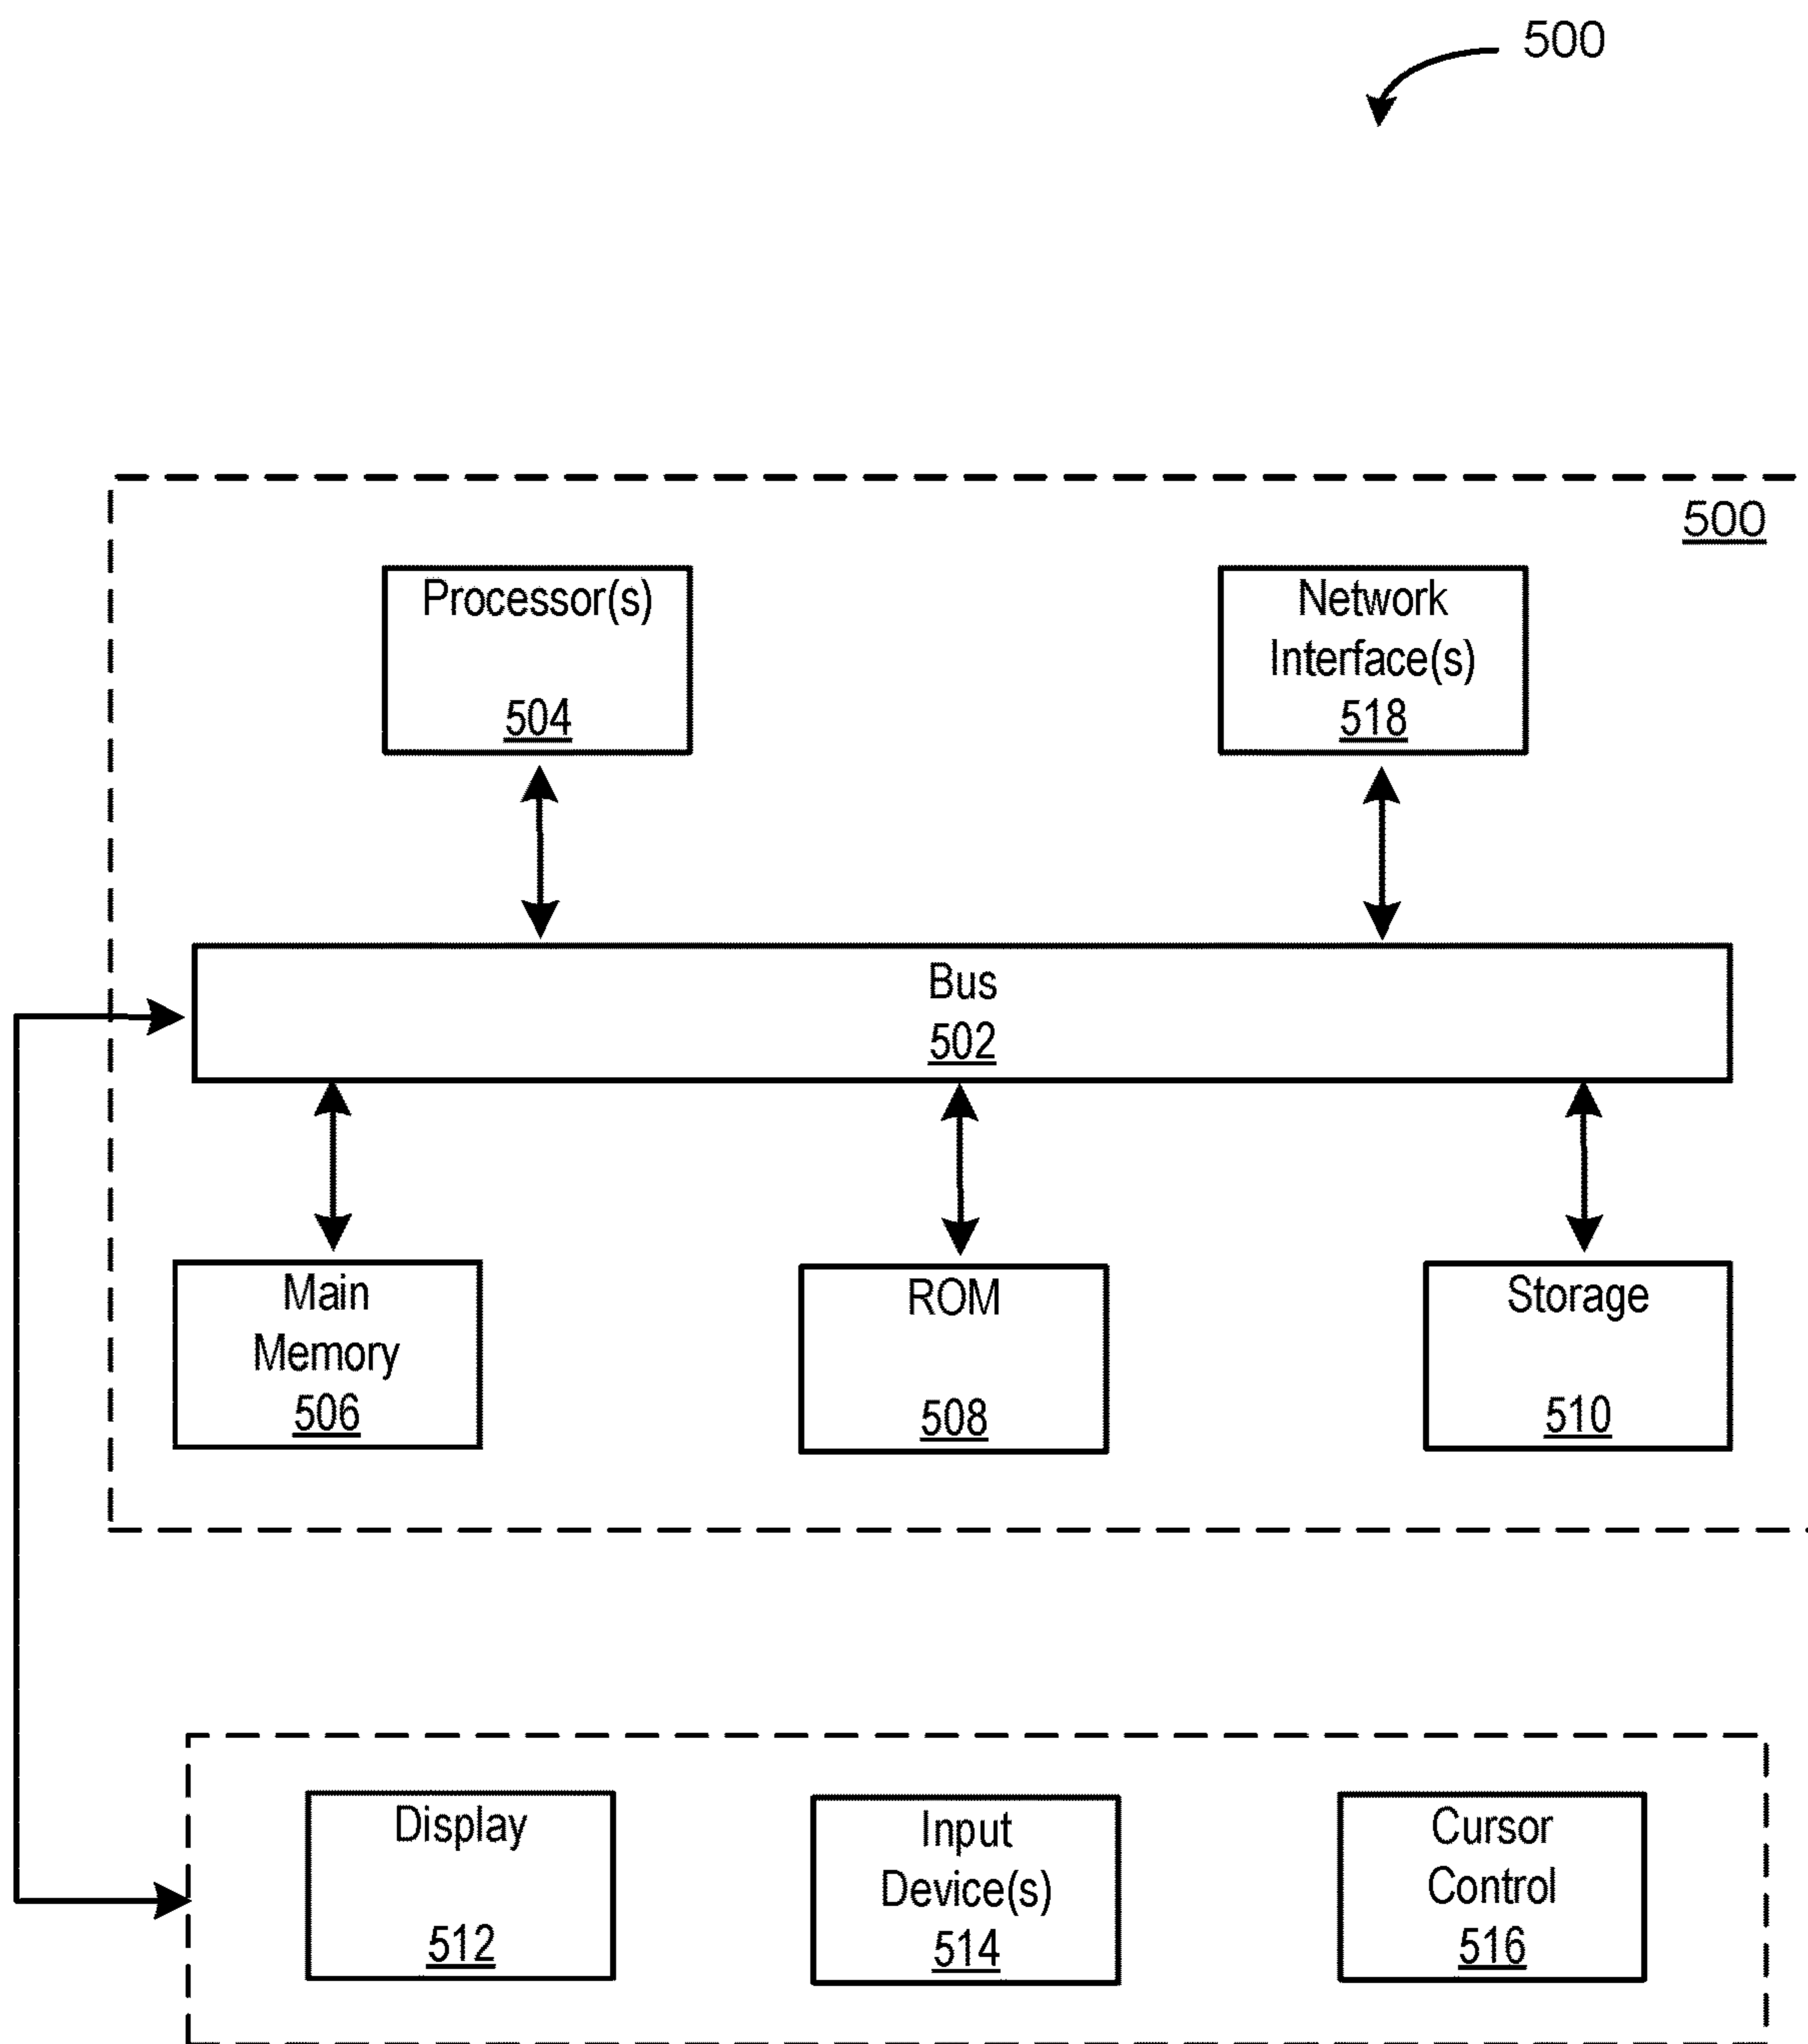 500
500
Processor(s)
504
Network
Interface(s)
518
Bus
502
Main
Memory
506
ROM
508
Storage
510
Display
512
Input
Device(s)
514
Cursor
Control
516